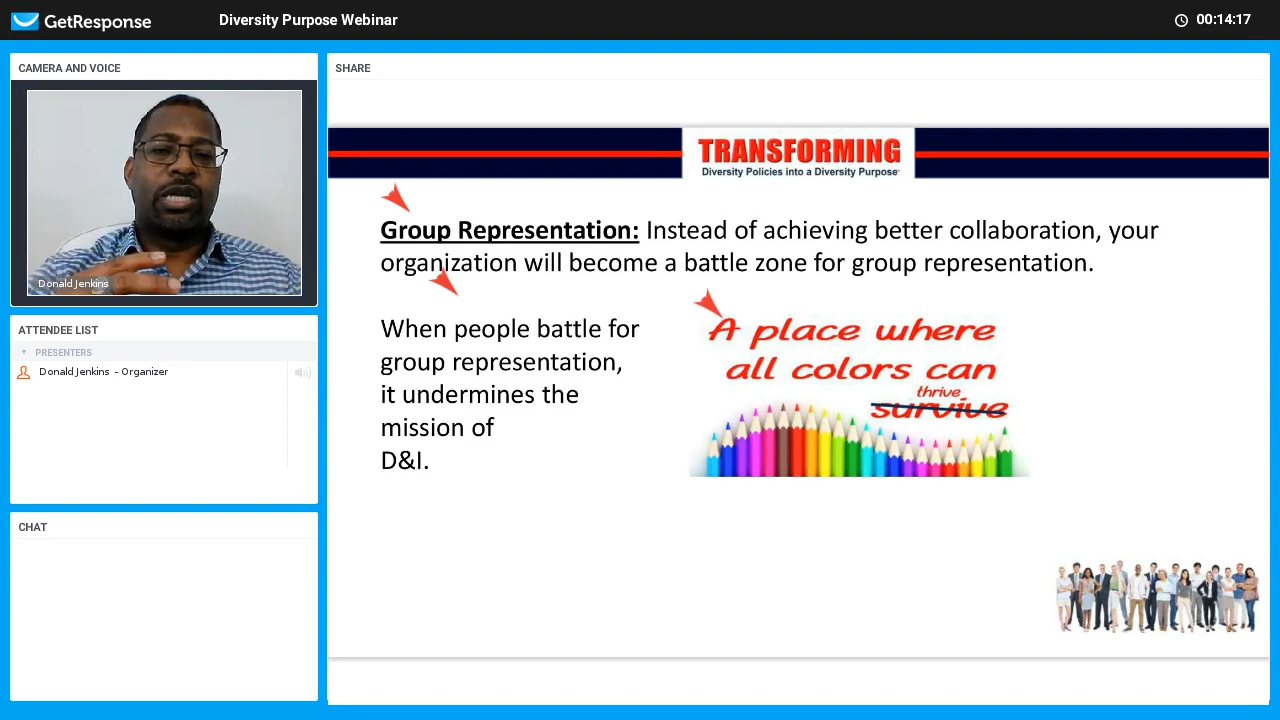 GetResponse
Diversity Purpose Webinar
00:14:17
CAMERA AND VOICE
Donald Jenkins
ATTENDEE LIST
PRESENTERS
Donald Jenkins - Organizer
CHAT
SHARE
TRANSFORMING
Diversity Policies into a Diversity Purpose
Group Representation: Instead of achieving better collaboration, your
organization will become a battle zone for group representation.
When people battle for
group representation,
it undermines the
mission of
D&I.
A place where
all colors can
thrive
survive